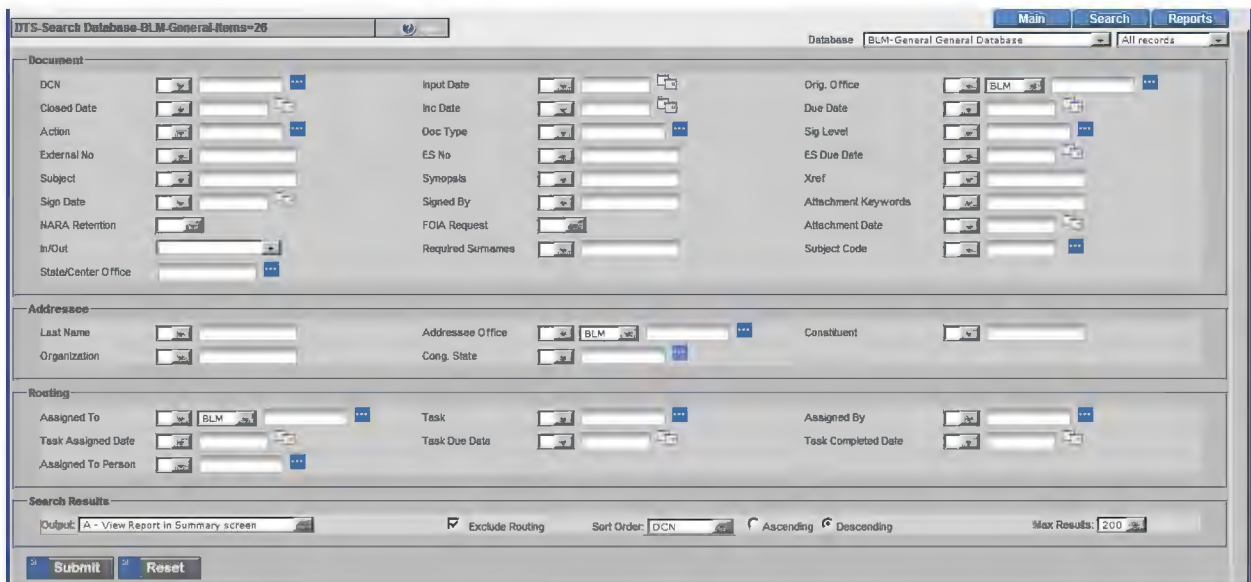 DTS-Search Database-BLM-General-Items=26
Main Search Reports
Database BLM-General General Database All records
Document
DCN Input Date Orig. Office BLM
Closed Date Inc Date Due Date
Action Doc Type Sig Level
External No ES No ES Due Date
Subject Synopsis Xref
Sign Date Signed By Attachment Keywords
NARA Retention FOIA Request Attachment Date
In/Out Required Surnames Subject Code
State/Center Office
Addressee
Last Name Addressee Office BLM Constituent
Organization Cong. State
Routing
Assigned To BLM Task Assigned By
Task Assigned Date Task Due Date Task Completed Date
Assigned To Person
Search Results
Output: A - View Report in Summary screen Exclude Routing Sort Order: DCN Ascending Descending Max Results: 200
Submit Reset